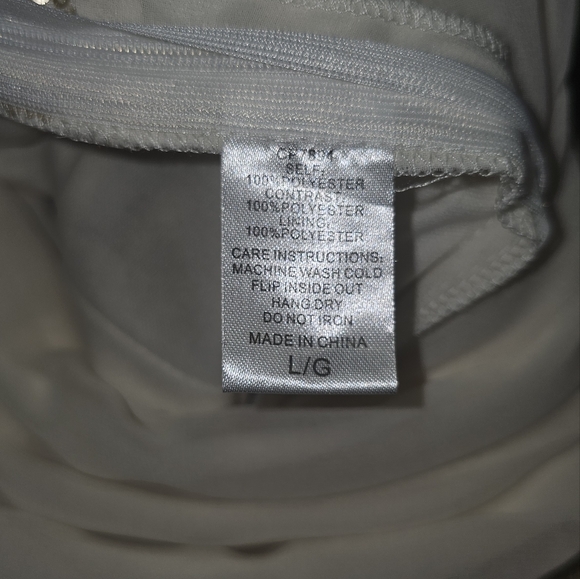 SELF:
100%POLYESTER
CONTRAST:
100%POLYESTER
LINING:
100%POLYESTER
CARE INSTRUCTIONS:
MACHINE WASH COLD
FLIP INSIDE OUT
HANG DRY
DO NOT IRON
MADE IN CHINA
L/G